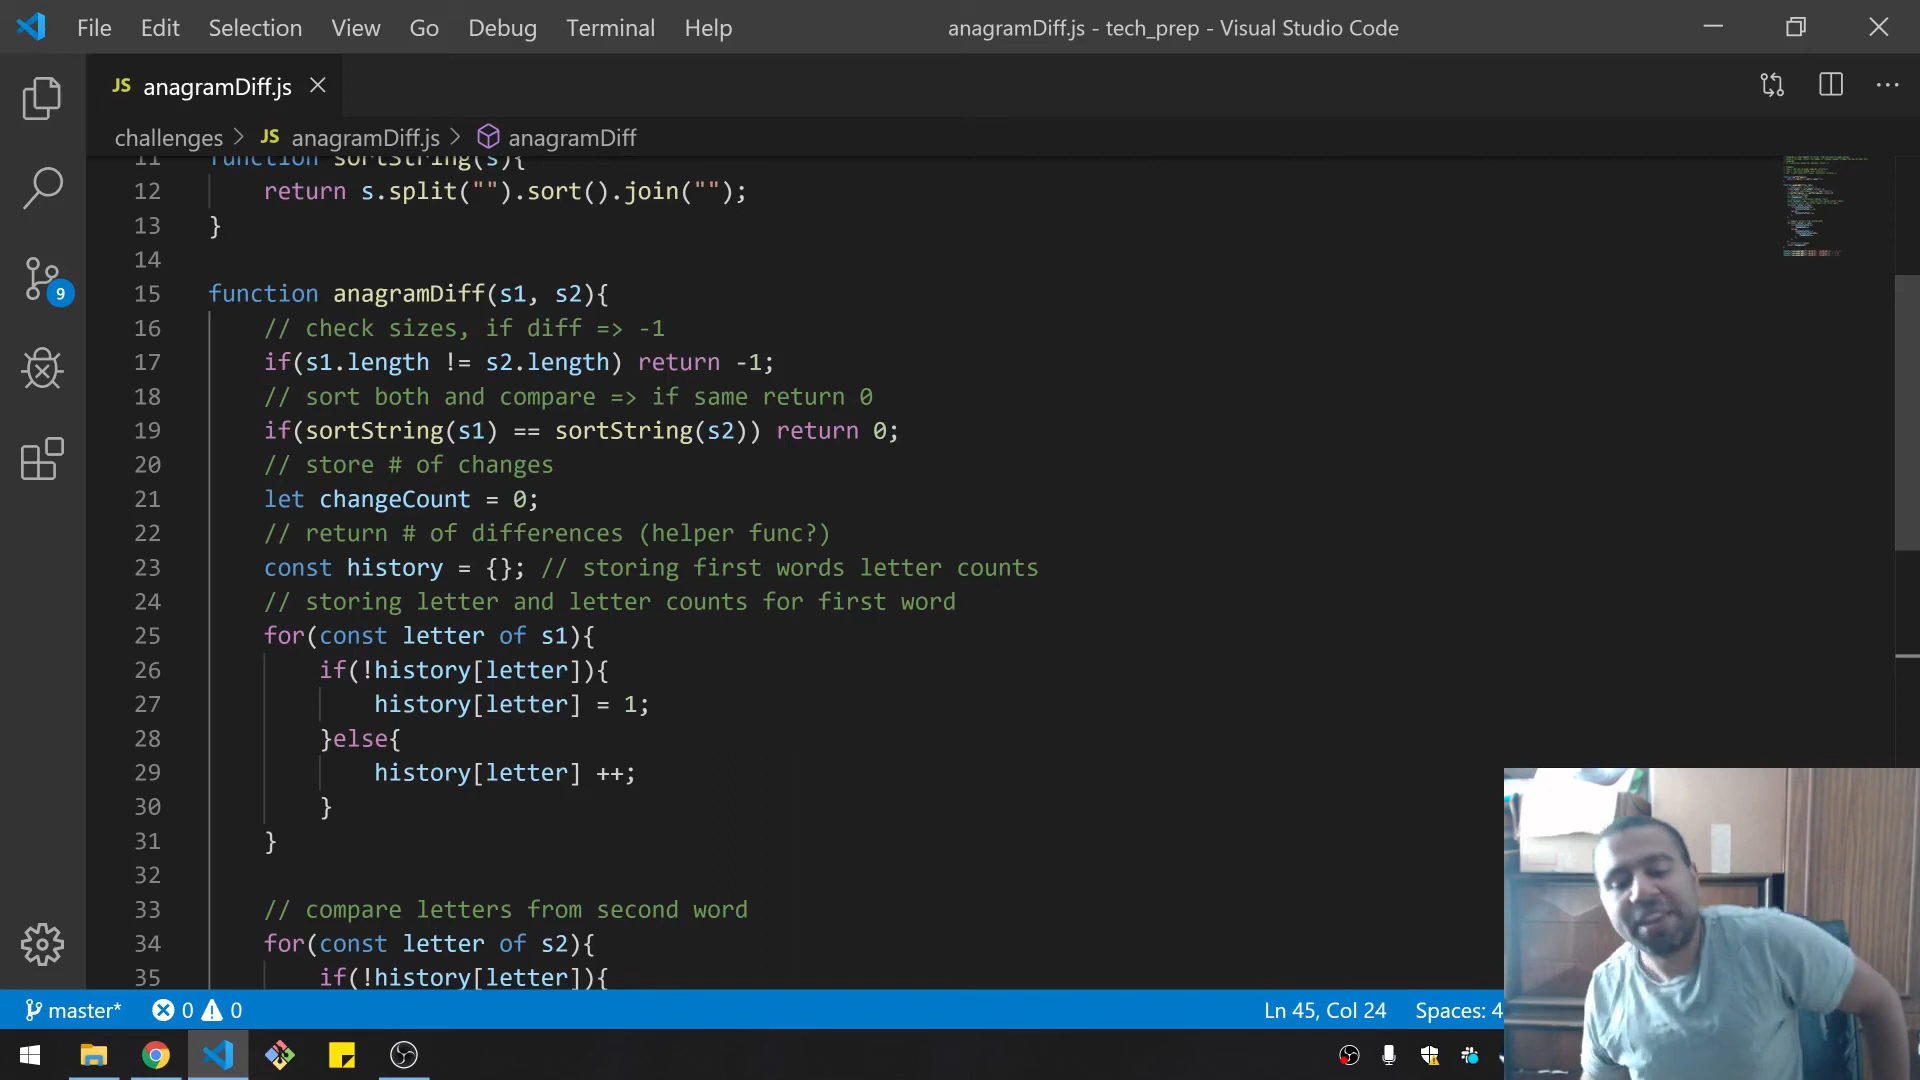 File Edit Selection View Go Debug Terminal Help anagramDiff.js - tech_prep - Visual Studio Code
JS anagramDiff.js
challenges > JS anagramDiff.js > anagramDiff
11 function sortString(s){
12 return s.split("").sort().join("");
13 }
14
15 function anagramDiff(s1, s2){
16 // check sizes, if diff => -1
17 if(s1.length != s2.length) return -1;
18 // sort both and compare => if same return 0
19 if(sortString(s1) == sortString(s2)) return 0;
20 // store # of changes
21 let changeCount = 0;
22 // return # of differences (helper func?)
23 const history = {}; // storing first words letter counts
24 // storing letter and letter counts for first word
25 for(const letter of s1){
26 if(!history[letter]){
27 history[letter] = 1;
28 }else{
29 history[letter] ++;
30 }
31 }
32
33 // compare letters from second word
34 for(const letter of s2){
35 if(!history[letter]){
9
master* 0 0 Ln 45, Col 24 Spaces: 4